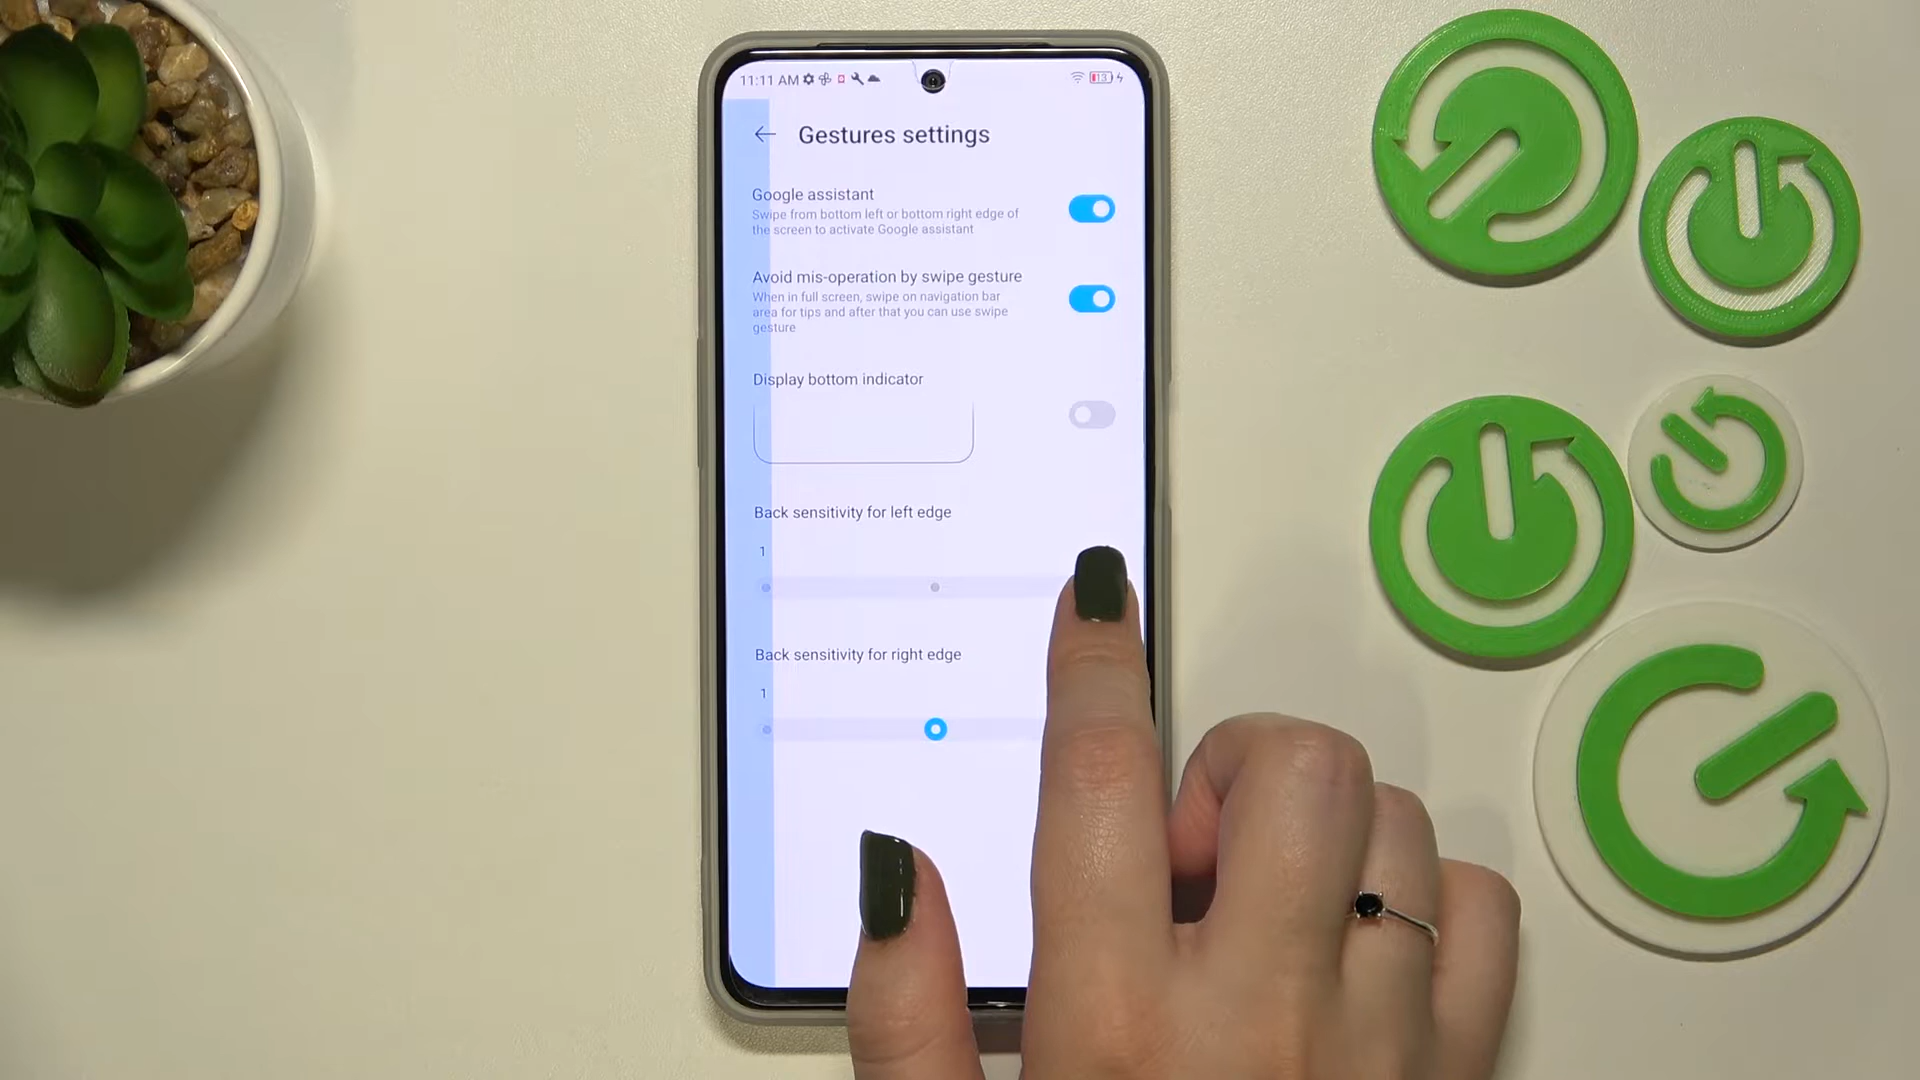 11:11 AM
13
Gestures settings
Google assistant
Swipe from bottom left or bottom right edge of
the screen to activate Google assistant
Avoid mis-operation by swipe gesture
When in full screen, swipe on navigation bar
area for tips and after that you can use swipe
gesture
Display bottom indicator
Back sensitivity for left edge
1
Back sensitivity for right edge
1